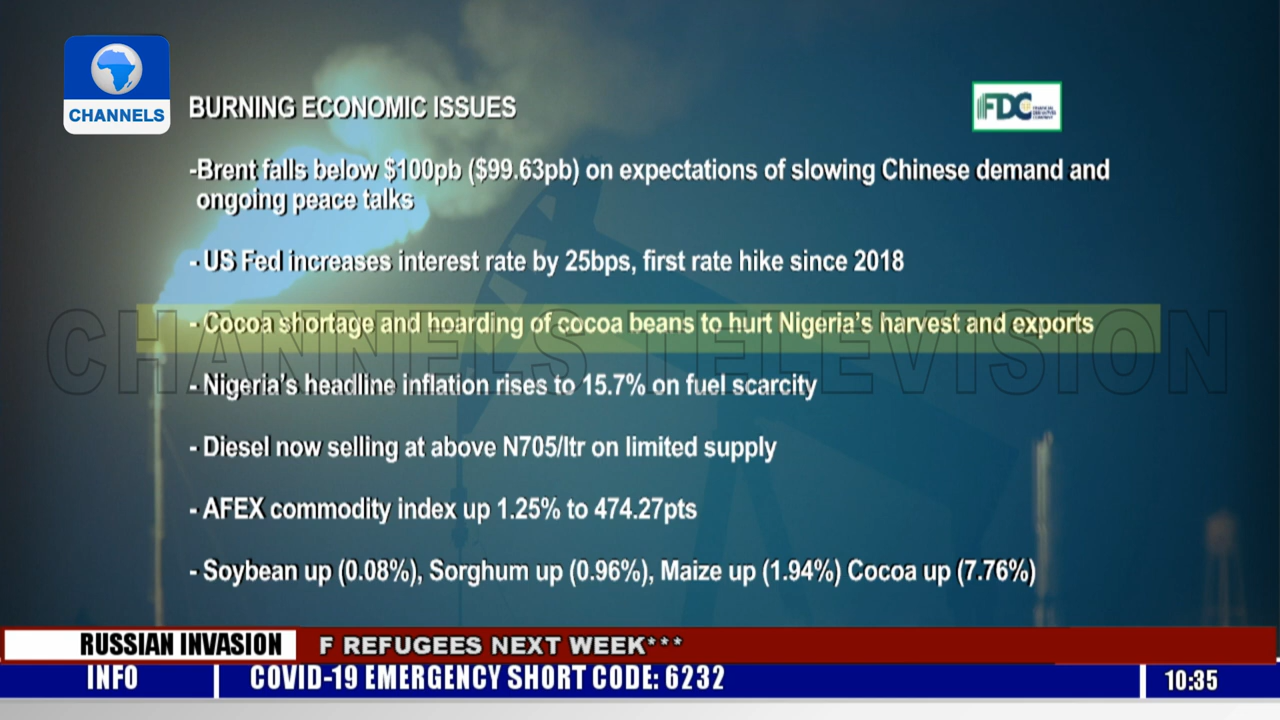 CHANNELS
BURNING ECONOMIC ISSUES
FDC
-Brent falls below $100pb ($99.63pb) on expectations of slowing Chinese demand and
ongoing peace talks
- US Fed increases interest rate by 25bps, first rate hike since 2018
- Cocoa shortage and hoarding of cocoa beans to hurt Nigeria's harvest and exports
CHANNELS TELEVISION
- Nigeria's headline inflation rises to 15.7% on fuel scarcity
- Diesel now selling at above N705/ltr on limited supply
- AFEX commodity index up 1.25% to 474.27pts
- Soybean up (0.08%), Sorghum up (0.96%), Maize up (1.94%) Cocoa up (7.76%)
RUSSIAN INVASION F REFUGEES NEXT WEEK***
INFO COVID-19 EMERGENCY SHORT CODE: 6232 10:35